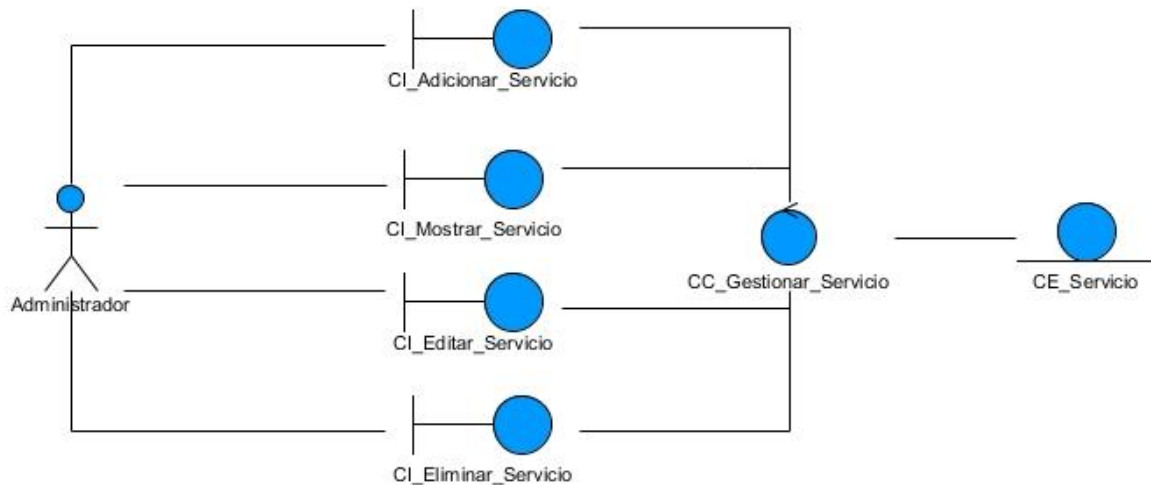 CI_Adicionar_Servicio
CI_Mostrar_Servicio
CC_Gestionar_Servicio
CE_Servicio
Administrador
CI_Editar_Servicio
CI_Eliminar_Servicio